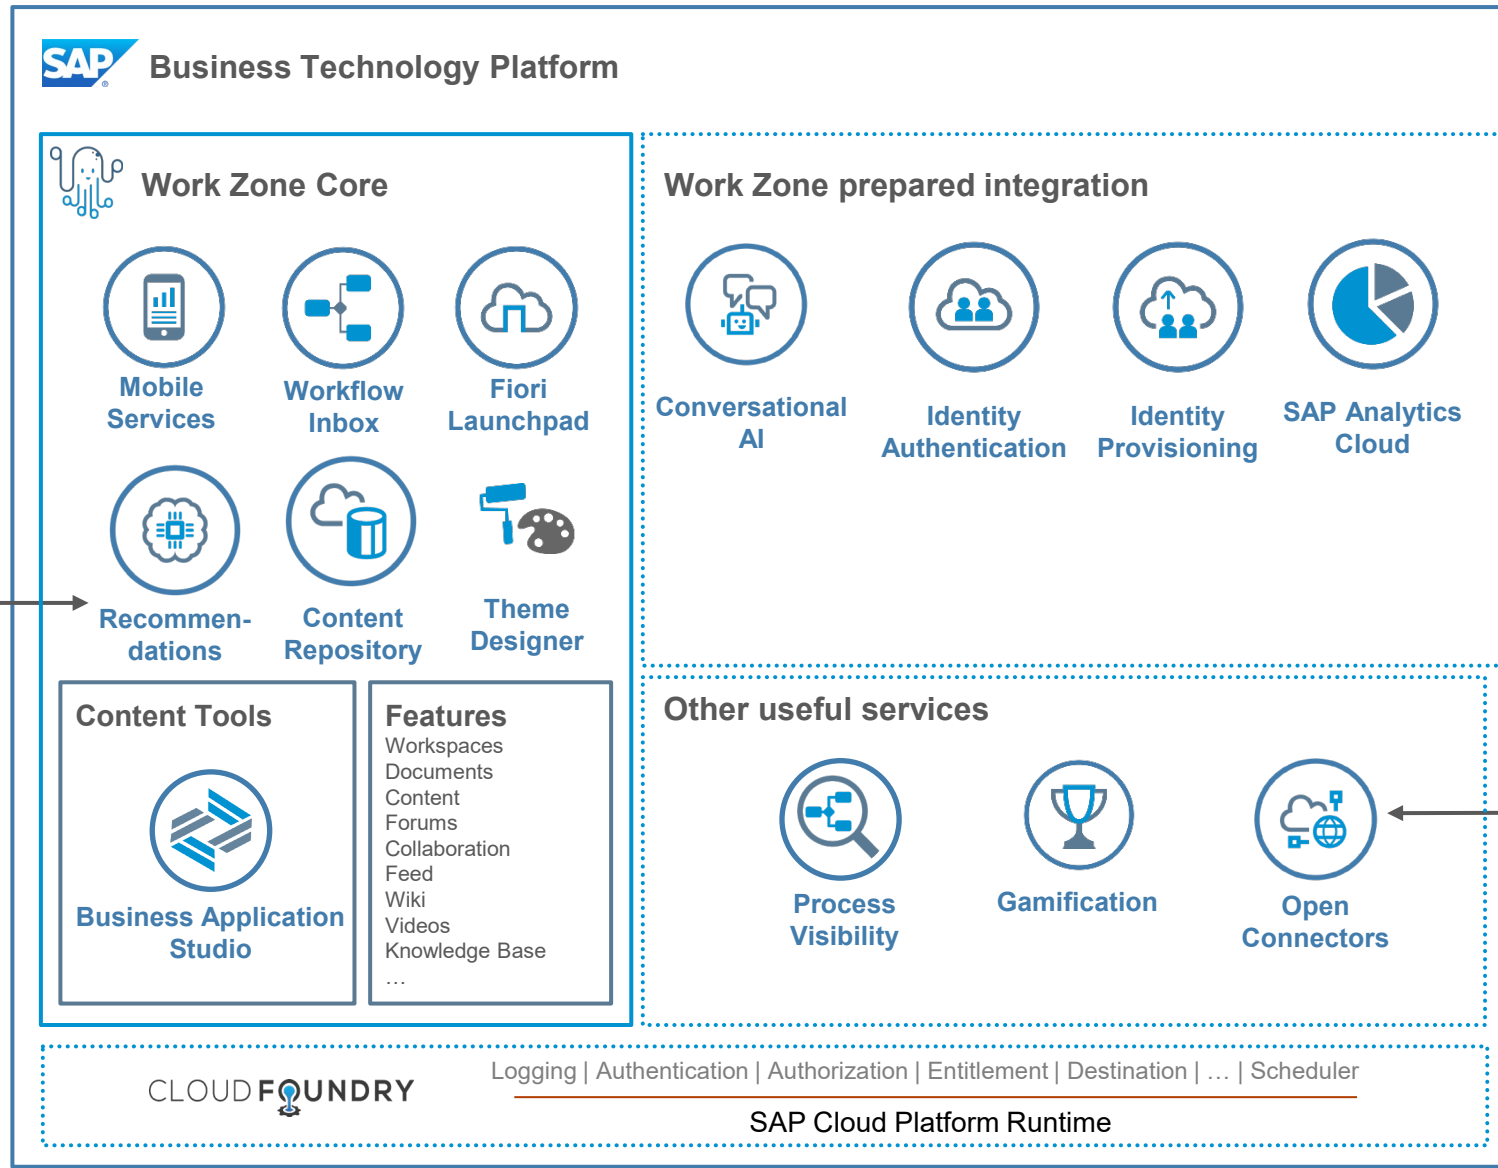 SAP
®
Business Technology Platform
Work Zone Core
Mobile
Services
Workflow
Inbox
Fiori
Launchpad
Recommen-
dations
Content
Repository
Theme
Designer
Content Tools
Business Application
Studio
Features
Workspaces
Documents
Content
Forums
Collaboration
Feed
Wiki
Videos
Knowledge Base
…
Work Zone prepared integration
Conversational
AI
Identity
Authentication
Identity
Provisioning
SAP Analytics
Cloud
Other useful services
Process
Visibility
Gamification
Open
Connectors
CLOUD FOUNDRY
Logging | Authentication | Authorization | Entitlement | Destination | … | Scheduler
SAP Cloud Platform Runtime